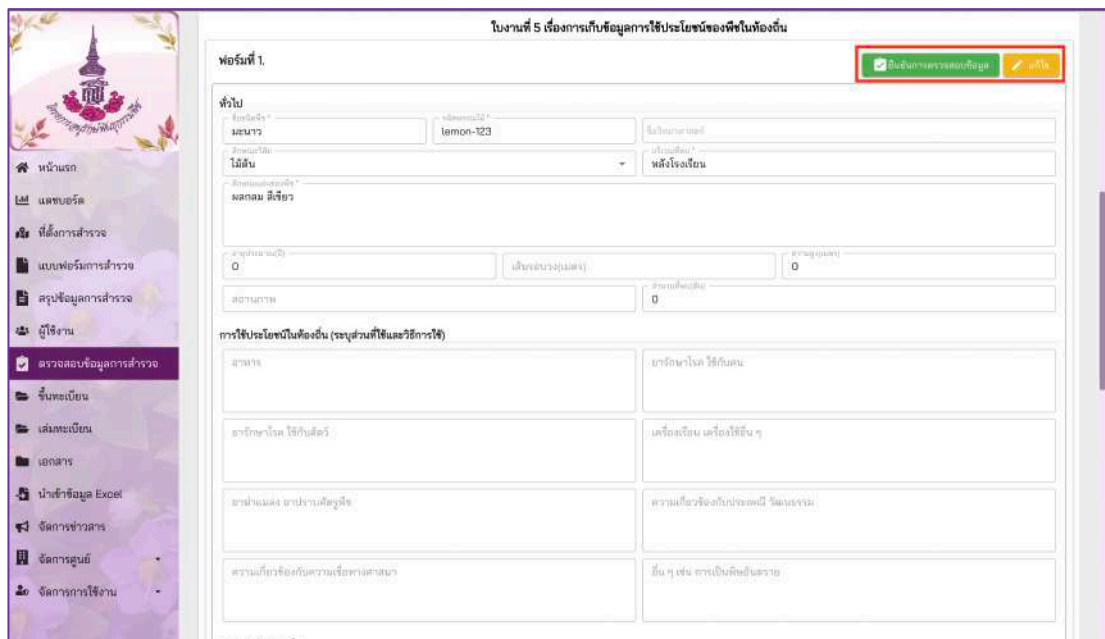 ใบงานที่ 5 เรื่องการเก็บข้อมูลการใช้ประโยชน์ของพืชในท้องถิ่น
ฟอร์มที่ 1.
ยืนยันการตรวจสอบข้อมูล
แก้ไข
ทั่วไป
ชื่อชนิดพืช *
มะนาว
รหัสพรรณไม้ *
lemon-123
ชื่อวิทยาศาสตร์
ลักษณะวิสัย
ไม้ต้น
บริเวณที่พบ *
หลังโรงเรียน
ลักษณะเด่นของพืช *
ผลกลม สีเขียว
อายุประมาณ(ปี)
0
เส้นรอบวง(เมตร)
ความสูง(เมตร)
0
สถานภาพ
จำนวนที่พบ(ต้น)
0
การใช้ประโยชน์ในท้องถิ่น (ระบุส่วนที่ใช้และวิธีการใช้)
อาหาร
ยารักษาโรค ใช้กับคน
ยารักษาโรค ใช้กับสัตว์
เครื่องเรือน เครื่องใช้อื่น ๆ
ยาฆ่าแมลง ยาปราบศัตรูพืช
ความเกี่ยวข้องกับประเพณี วัฒนธรรม
ความเกี่ยวข้องกับความเชื่อทางศาสนา
อื่น ๆ เช่น การเป็นพิษอันตราย
หน้าแรก
แดชบอร์ด
ที่ตั้งการสำรวจ
แบบฟอร์มการสำรวจ
สรุปข้อมูลการสำรวจ
ผู้ใช้งาน
ตรวจสอบข้อมูลการสำรวจ
ขึ้นทะเบียน
เล่มทะเบียน
เอกสาร
นำเข้าข้อมูล Excel
จัดการข่าวสาร
จัดการศูนย์
จัดการการใช้งาน